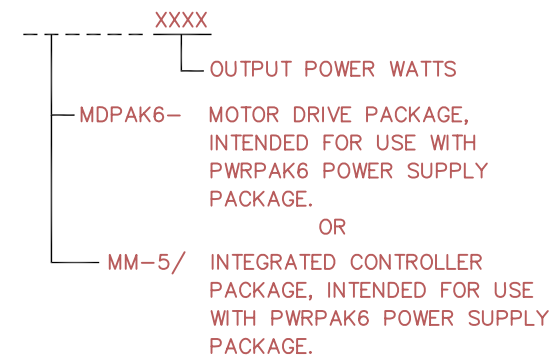 XXXX
OUTPUT POWER WATTS
MDPAK6- MOTOR DRIVE PACKAGE,
INTENDED FOR USE WITH
PWRPAK6 POWER SUPPLY
PACKAGE.
OR
MM-5/ INTEGRATED CONTROLLER
PACKAGE, INTENDED FOR USE
WITH PWRPAK6 POWER SUPPLY
PACKAGE.